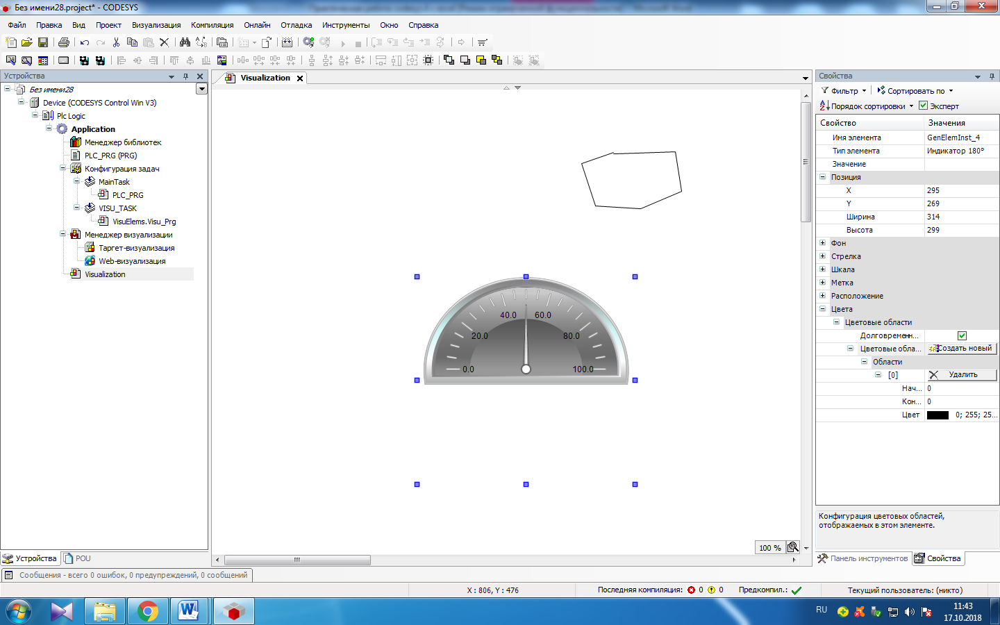 Без имени28.project* - CODESYS
Файл Правка Вид Проект Визуализация Компиляция Онлайн Отладка Инструменты Окно Справка
Устройства
Без имени28
Device (CODESYS Control Win V3)
Plc Logic
Application
Менеджер библиотек
PLC_PRG (PRG)
Конфигурация задач
MainTask
PLC_PRG
VISU_TASK
VisuElems.Visu_Prg
Менеджер визуализации
Таргет-визуализация
Web-визуализация
Visualization
Устройства POU
Visualization
0.0
20.0
40.0
60.0
80.0
100.0
100 %
Свойства
Фильтр Сортировать по
Порядок сортировки Эксперт
Свойство Значения
Имя элемента GenElemInst_4
Тип элемента Индикатор 180°
Значение
Позиция
X 295
Y 269
Ширина 314
Высота 299
Фон
Стрелка
Шкала
Метка
Расположение
Цвета
Цветовые области
Долговременн...
Цветовые обла... Создать новый
Области
[0] Удалить
Нач... 0
Кон... 0
Цвет 0; 255; 25...
Конфигурация цветовых областей,
отображаемых в этом элементе.
Панель инструментов Свойства
Сообщения - всего 0 ошибок, 0 предупреждений, 0 сообщений
X : 806, Y : 476 Последняя компиляция: 0 0 Предкомпил.: Текущий пользователь: (никто)
RU
11:43
17.10.2018